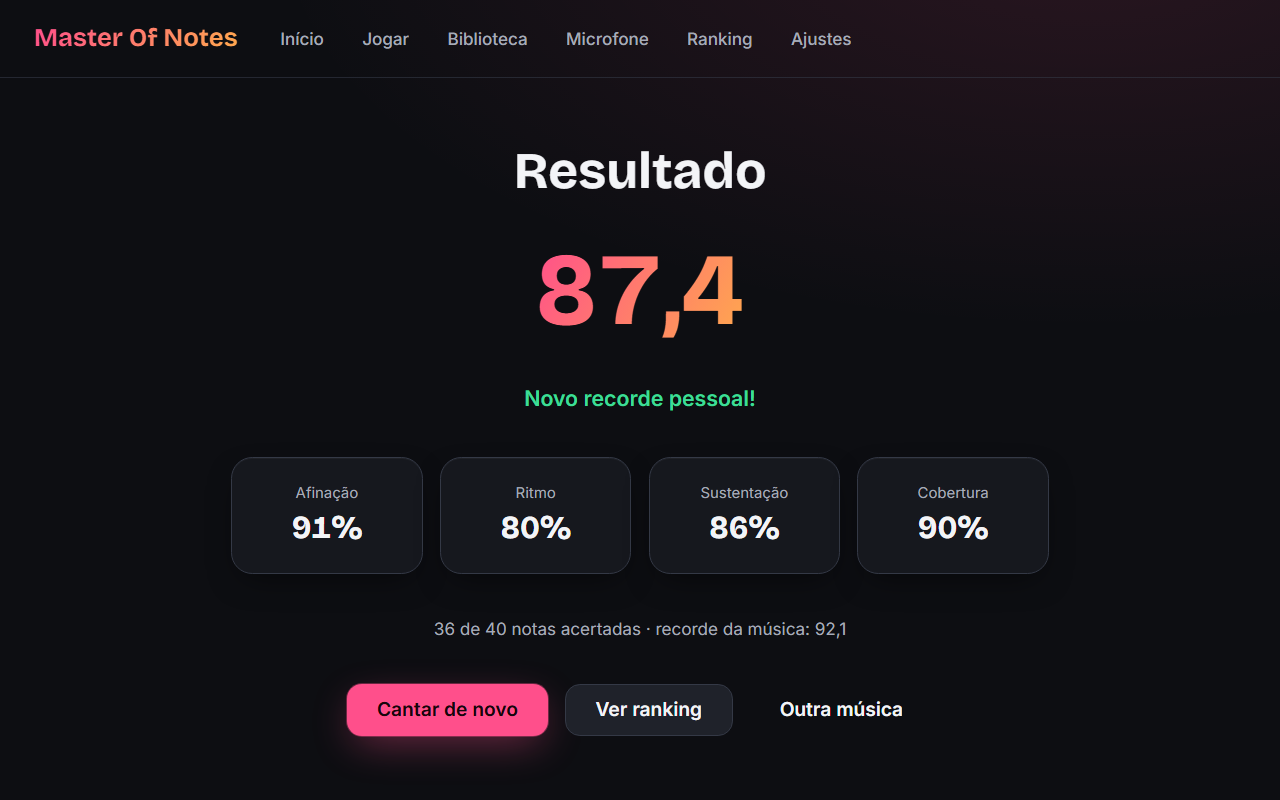 Master Of Notes Início Jogar Biblioteca Microfone Ranking Ajustes
Resultado
87,4
Novo recorde pessoal!
Afinação Ritmo Sustentação Cobertura
91% 80% 86% 90%
36 de 40 notas acertadas · recorde da música: 92,1
Cantar de novo Ver ranking Outra música